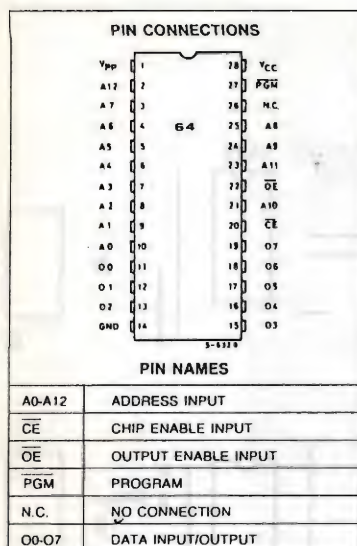 PIN CONNECTIONS
VPP 1 28 VCC
A12 2 27 PGM
A7 3 26 N.C.
A6 4 64 25 A8
A5 5 24 A9
A4 6 23 A11
A3 7 22 OE
A2 8 21 A10
A1 9 20 CE
A0 10 19 O7
O0 11 18 O6
O1 12 17 O5
O2 13 16 O4
GND 14 15 O3
S-6320
PIN NAMES
A0-A12 ADDRESS INPUT
CE CHIP ENABLE INPUT
OE OUTPUT ENABLE INPUT
PGM PROGRAM
N.C. NO CONNECTION
O0-O7 DATA INPUT/OUTPUT